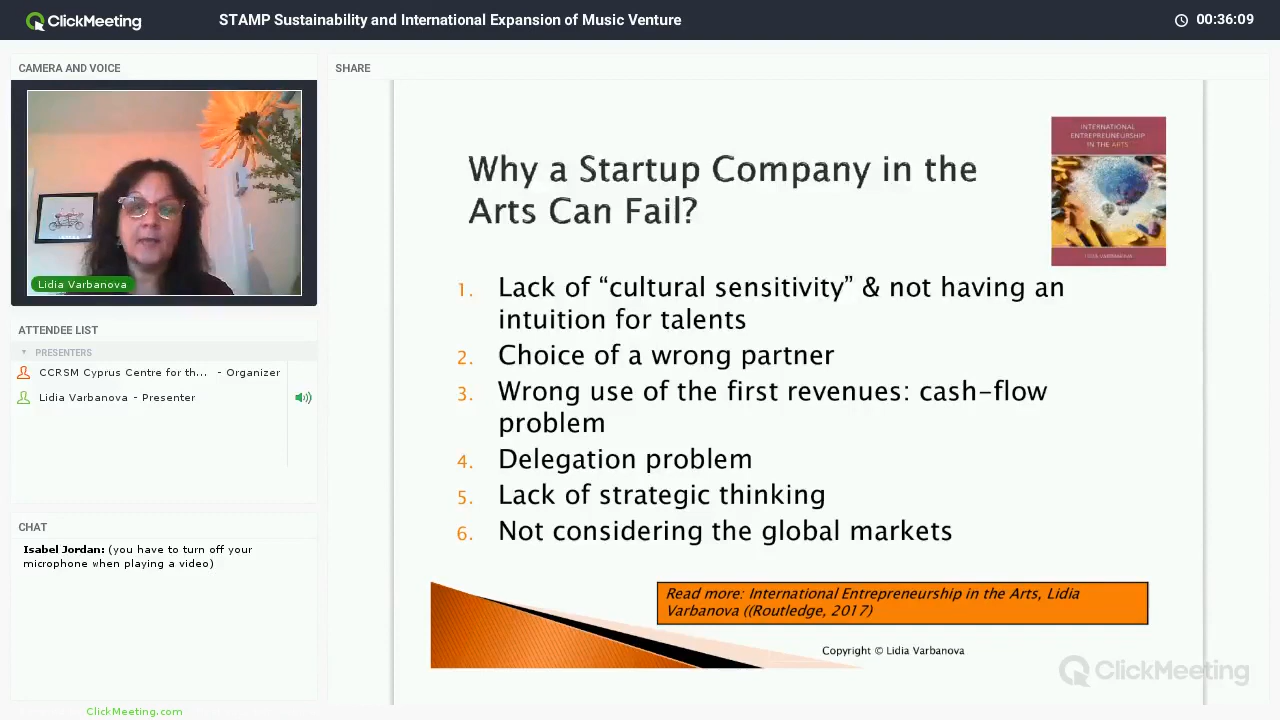 ClickMeeting
STAMP Sustainability and International Expansion of Music Venture
00:36:09
CAMERA AND VOICE
Lidia Varbanova
ATTENDEE LIST
PRESENTERS
CCRSM Cyprus Centre for th... - Organizer
Lidia Varbanova - Presenter
CHAT
Isabel Jordan: (you have to turn off your
microphone when playing a video)
ClickMeeting.com
SHARE
Why a Startup Company in the
Arts Can Fail?
INTERNATIONAL
ENTREPRENEURSHIP
IN THE ARTS
LIDIA VARBANOVA
1. Lack of “cultural sensitivity” & not having an
intuition for talents
2. Choice of a wrong partner
3. Wrong use of the first revenues: cash-flow
problem
4. Delegation problem
5. Lack of strategic thinking
6. Not considering the global markets
Read more: International Entrepreneurship in the Arts, Lidia
Varbanova ((Routledge, 2017)
Copyright © Lidia Varbanova
ClickMeeting